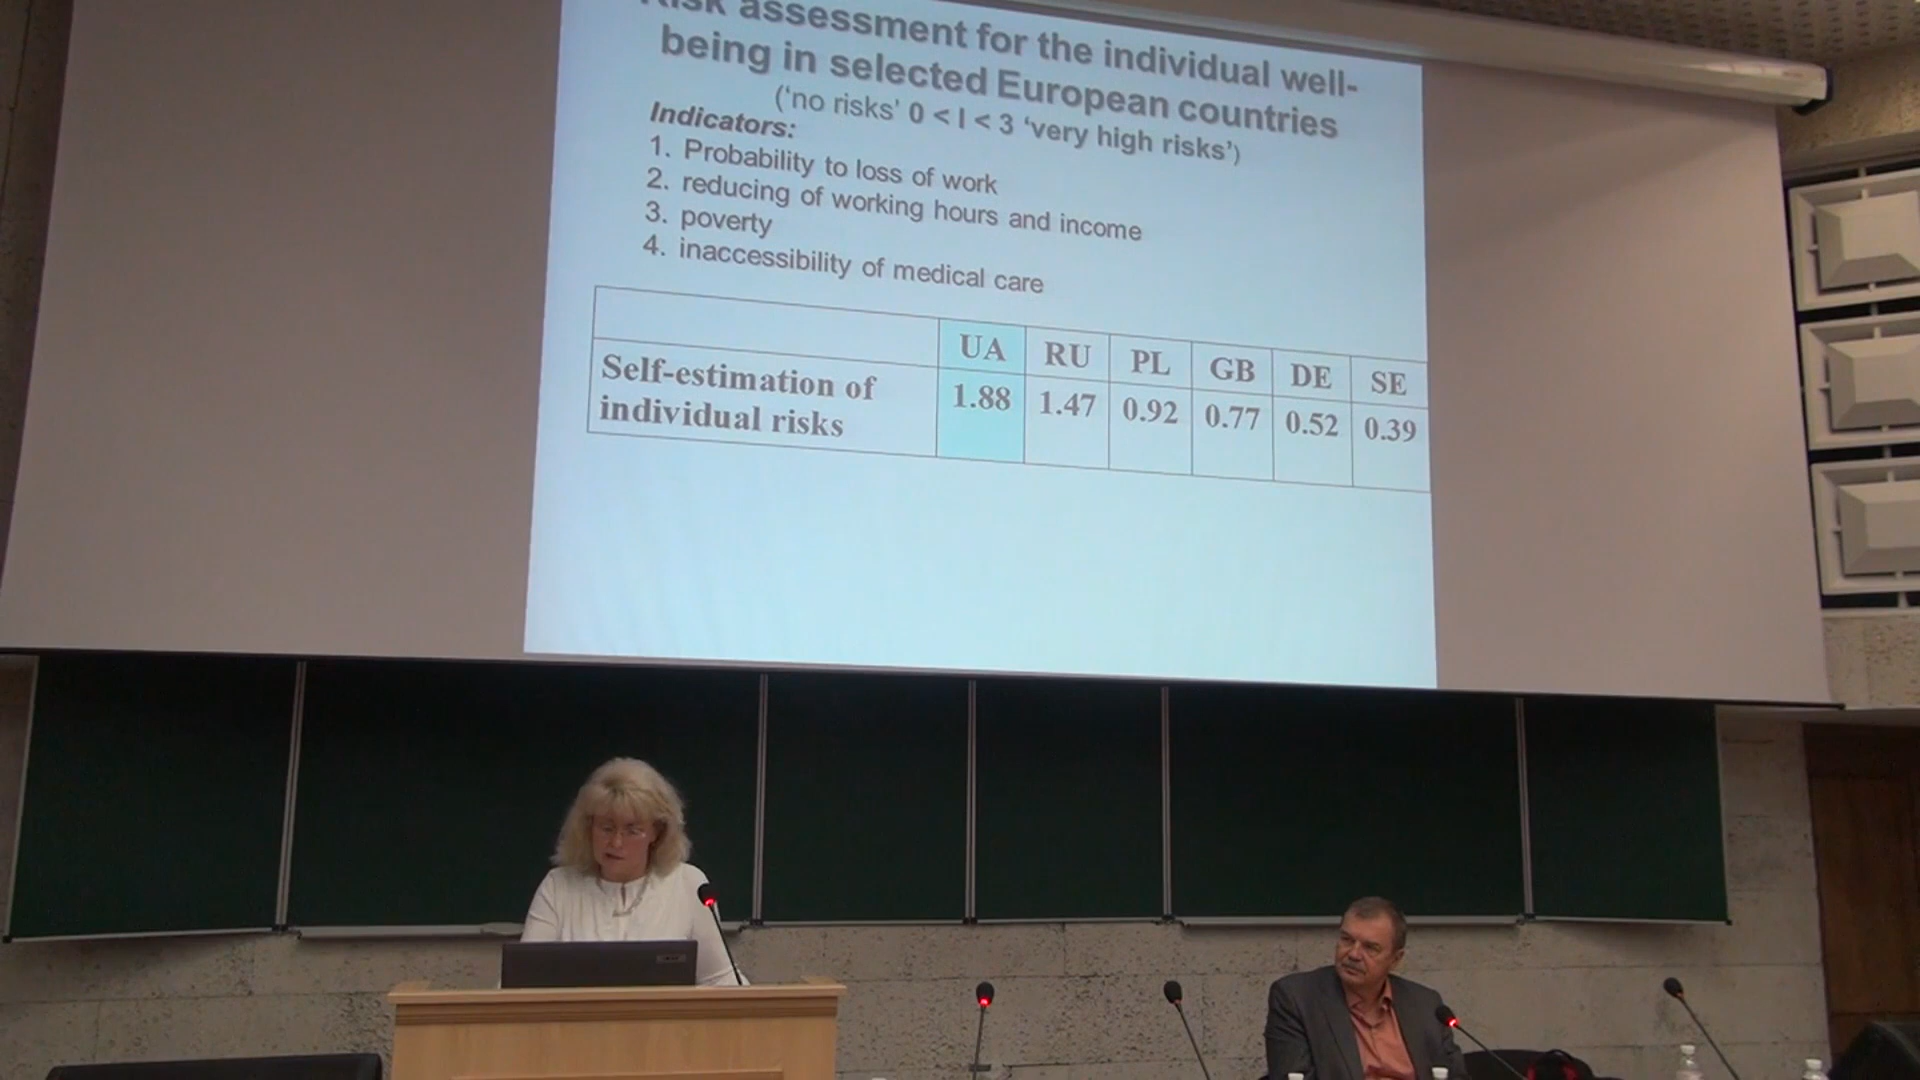 Risk assessment for the individual well-
being in selected European countries
(‘no risks’ 0 < I < 3 ‘very high risks’)
Indicators:
1. Probability to loss of work
2. reducing of working hours and income
3. poverty
4. inaccessibility of medical care
UA RU PL GB DE SE
Self-estimation of
individual risks
1.88 1.47 0.92 0.77 0.52 0.39